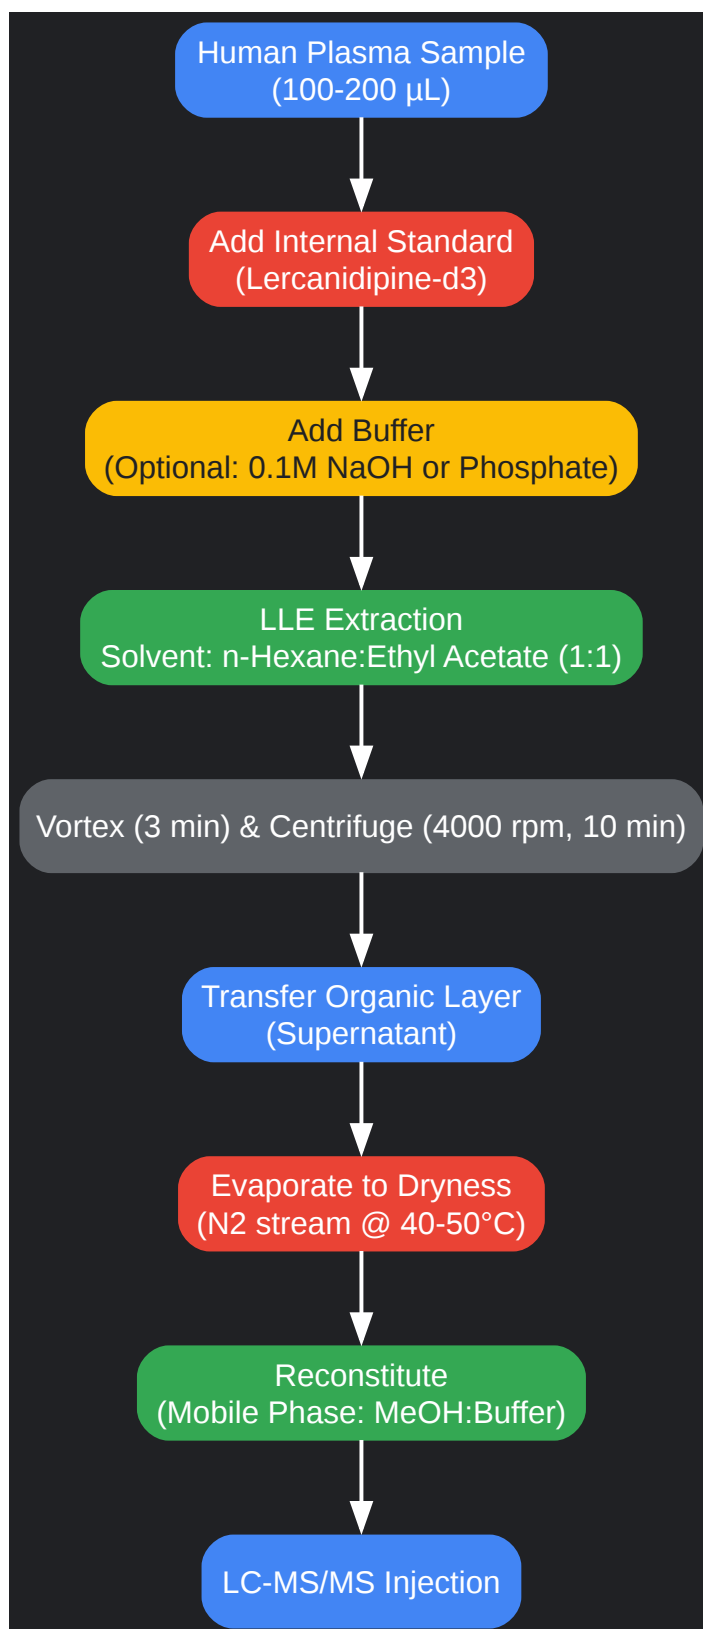 Human Plasma Sample
(100-200 µL)
Add Internal Standard
(Lercanidipine-d3)
Add Buffer
(Optional: 0.1M NaOH or Phosphate)
LLE Extraction
Solvent: n-Hexane:Ethyl Acetate (1:1)
Vortex (3 min) & Centrifuge (4000 rpm, 10 min)
Transfer Organic Layer
(Supernatant)
Evaporate to Dryness
(N2 stream @ 40-50°C)
Reconstitute
(Mobile Phase: MeOH:Buffer)
LC-MS/MS Injection